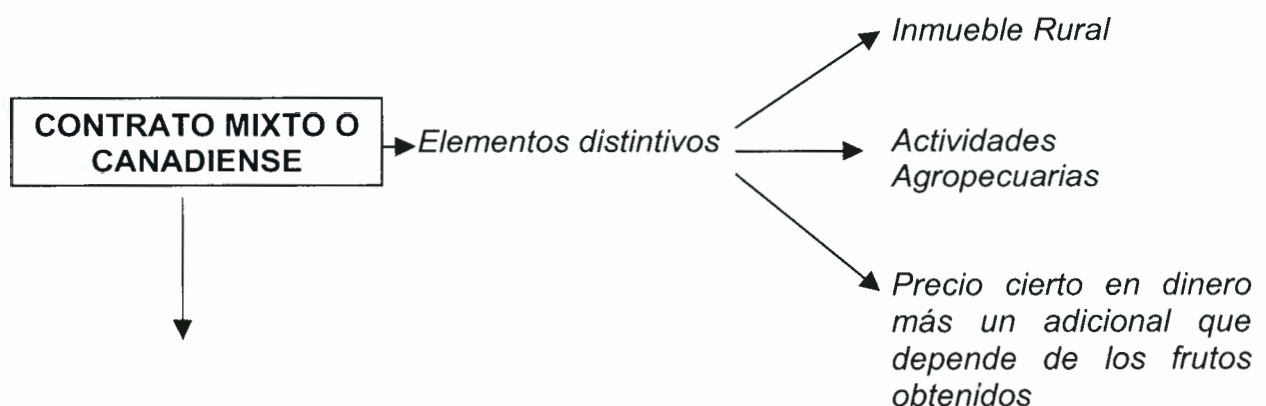 Inmueble Rural
CONTRATO MIXTO O
CANADIENSE
Elementos distintivos
Actividades
Agropecuarias
Precio cierto en dinero
más un adicional que
depende de los frutos
obtenidos